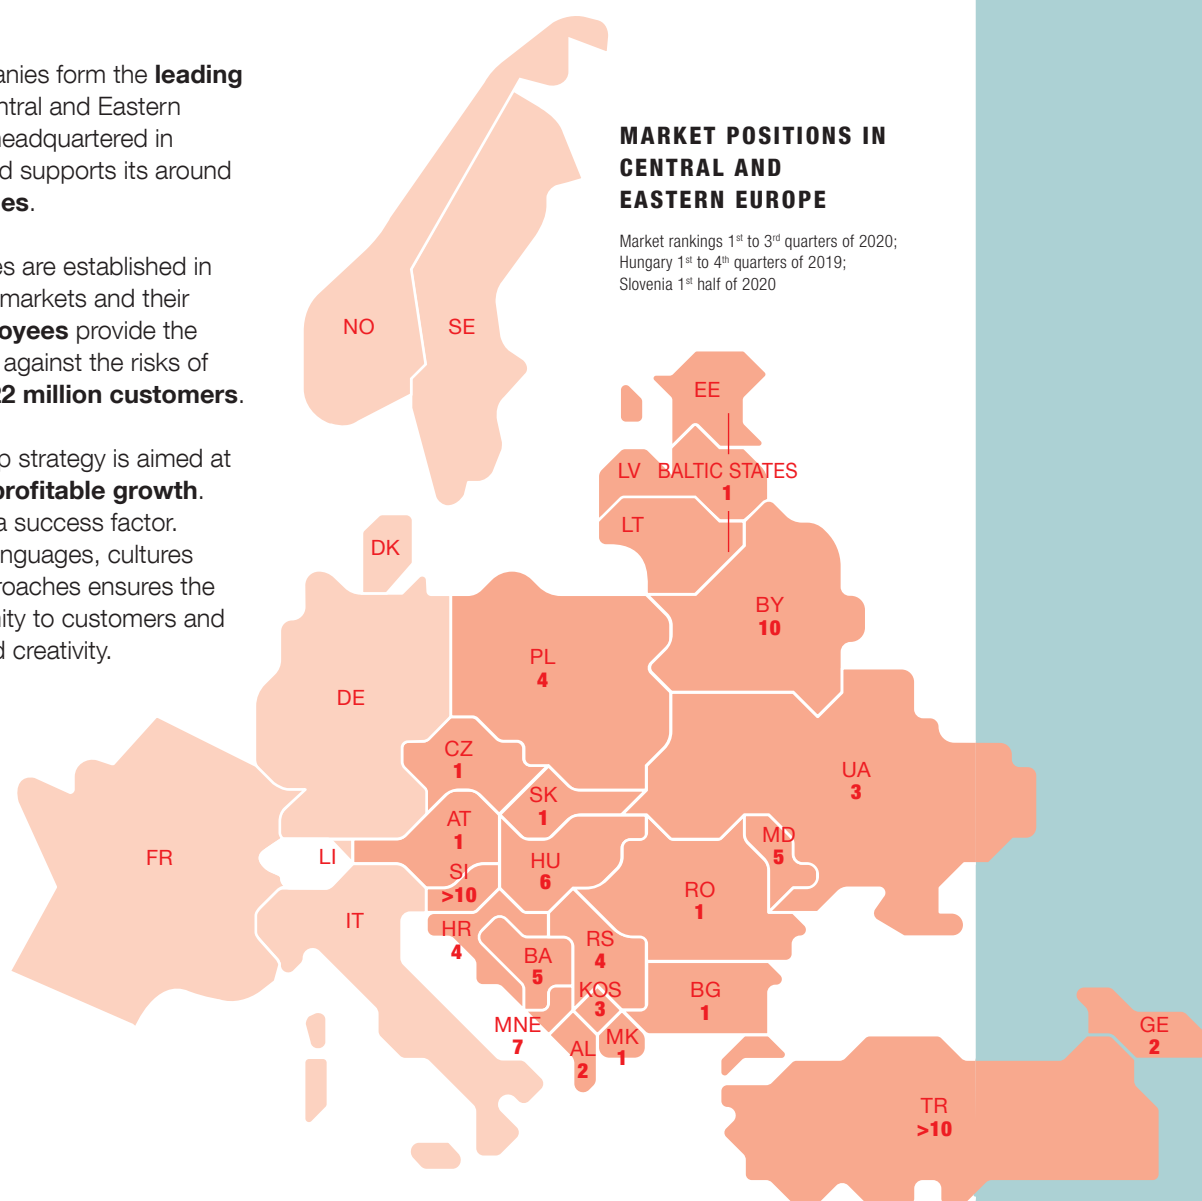 anies form the leading
ntral and Eastern
headquartered in
d supports its around
es.
es are established in
markets and their
oyees provide the
against the risks of
22 million customers.
p strategy is aimed at
profitable growth.
a success factor.
nguages, cultures
roaches ensures the
nity to customers and
d creativity.
MARKET POSITIONS IN
CENTRAL AND
EASTERN EUROPE
Market rankings 1st to 3rd quarters of 2020;
Hungary 1st to 4th quarters of 2019;
Slovenia 1st half of 2020
NO
SE
EE
LV
BALTIC STATES
1
LT
DK
BY
10
PL
4
DE
CZ
1
UA
3
SK
1
AT
1
MD
5
FR
LI
HU
6
SI
>10
RO
1
IT
HR
4
RS
4
BA
5
KOS
3
BG
1
MNE
7
MK
1
AL
2
GE
2
TR
>10